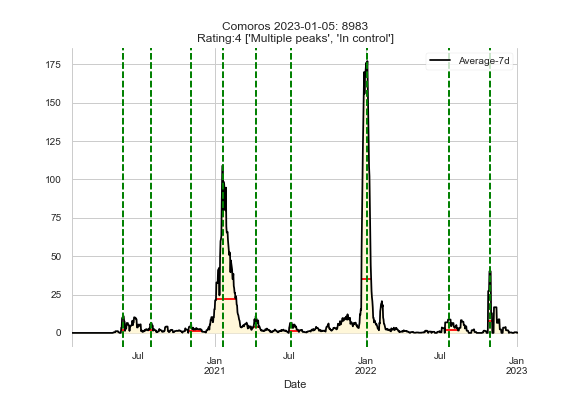 Comoros 2023-01-05: 8983
Rating:4 ['Multiple peaks', 'In control']
Average-7d
175
150
125
100
75
50
25
0
Jul
Jan
2021
Jul
Jan
2022
Jul
Jan
2023
Date